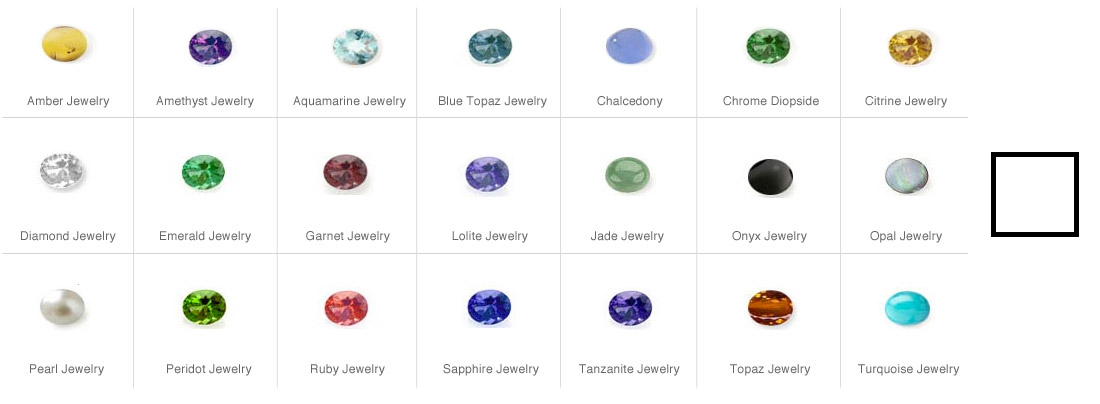 Amber Jewelry
Amethyst Jewelry
Aquamarine Jewelry
Blue Topaz Jewelry
Chalcedony
Chrome Diopside
Citrine Jewelry
Diamond Jewelry
Emerald Jewelry
Garnet Jewelry
Lolite Jewelry
Jade Jewelry
Onyx Jewelry
Opal Jewelry
Pearl Jewelry
Peridot Jewelry
Ruby Jewelry
Sapphire Jewelry
Tanzanite Jewelry
Topaz Jewelry
Turquoise Jewelry